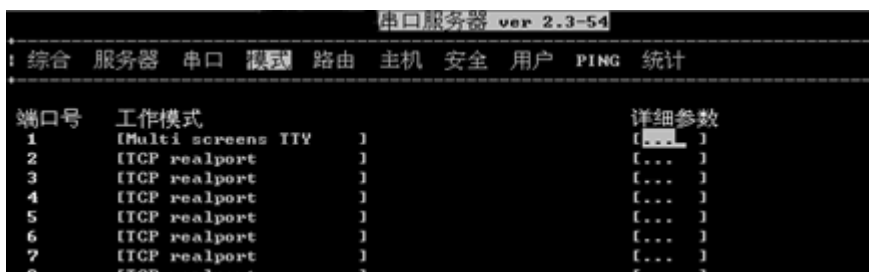 串口服务器 ver 2.3-54
综合 服务器 串口 模式 路由 主机 安全 用户 PING 统计
端口号 工作模式 详细参数
1 [Multi screens TTY ] [... ]
2 [TCP realport ] [... ]
3 [TCP realport ] [... ]
4 [TCP realport ] [... ]
5 [TCP realport ] [... ]
6 [TCP realport ] [... ]
7 [TCP realport ] [... ]